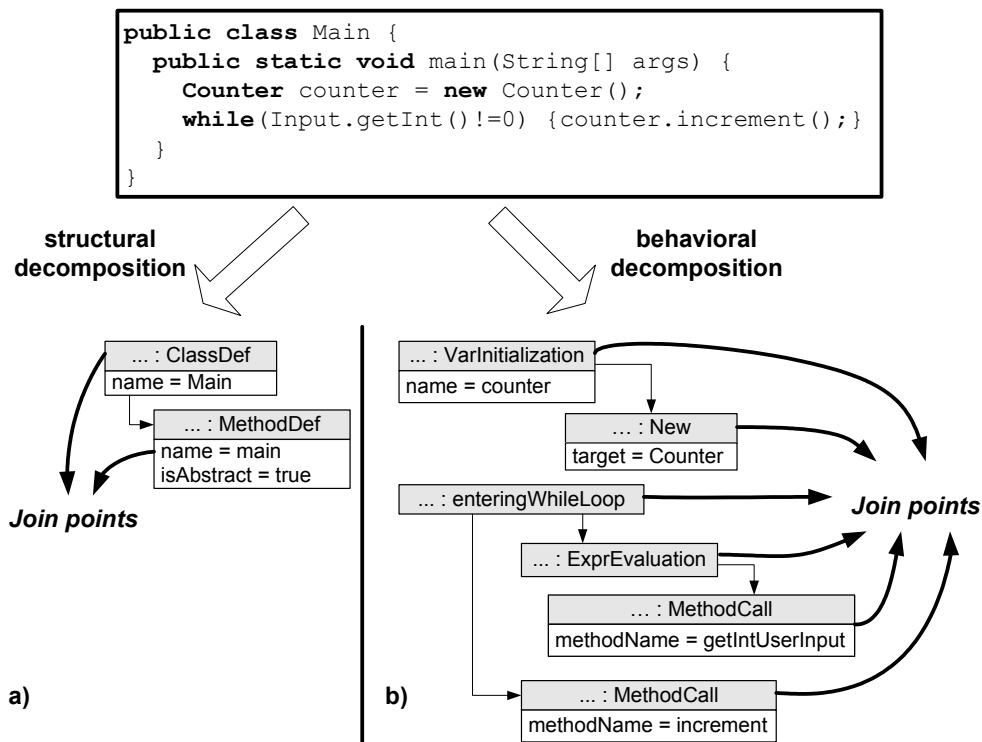 public class Main {
public static void main(String[] args) {
Counter counter = new Counter();
while(Input.getInt()!=0) {counter.increment();}
}
}
structural
decomposition
behavioral
decomposition
... : ClassDef
name = Main
... : MethodDef
name = main
isAbstract = true
Join points
a)
... : VarInitialization
name = counter
... : New
target = Counter
... : enteringWhileLoop
Join points
... : ExprEvaluation
... : MethodCall
methodName = getIntUserInput
b)
... : MethodCall
methodName = increment